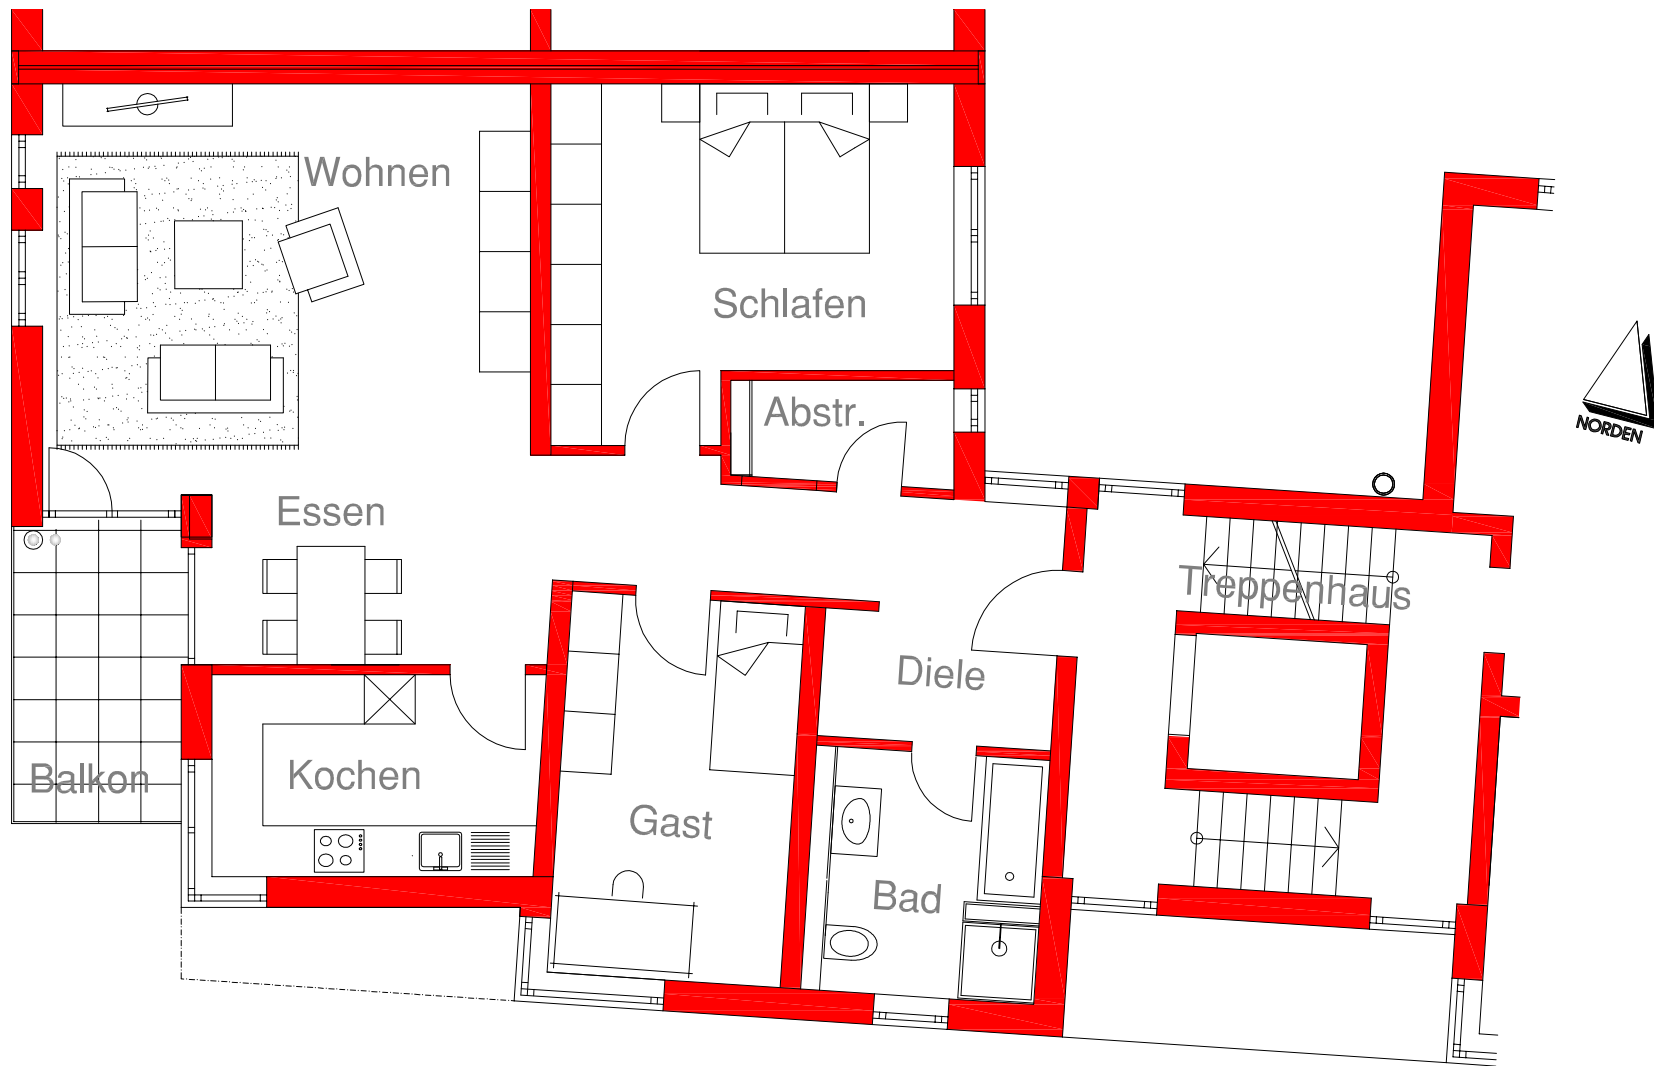 Wohnen
Schlafen
Abstr.
NORDEN
Essen
Treppenhaus
Diele
Balkon
Kochen
Gast
Bad